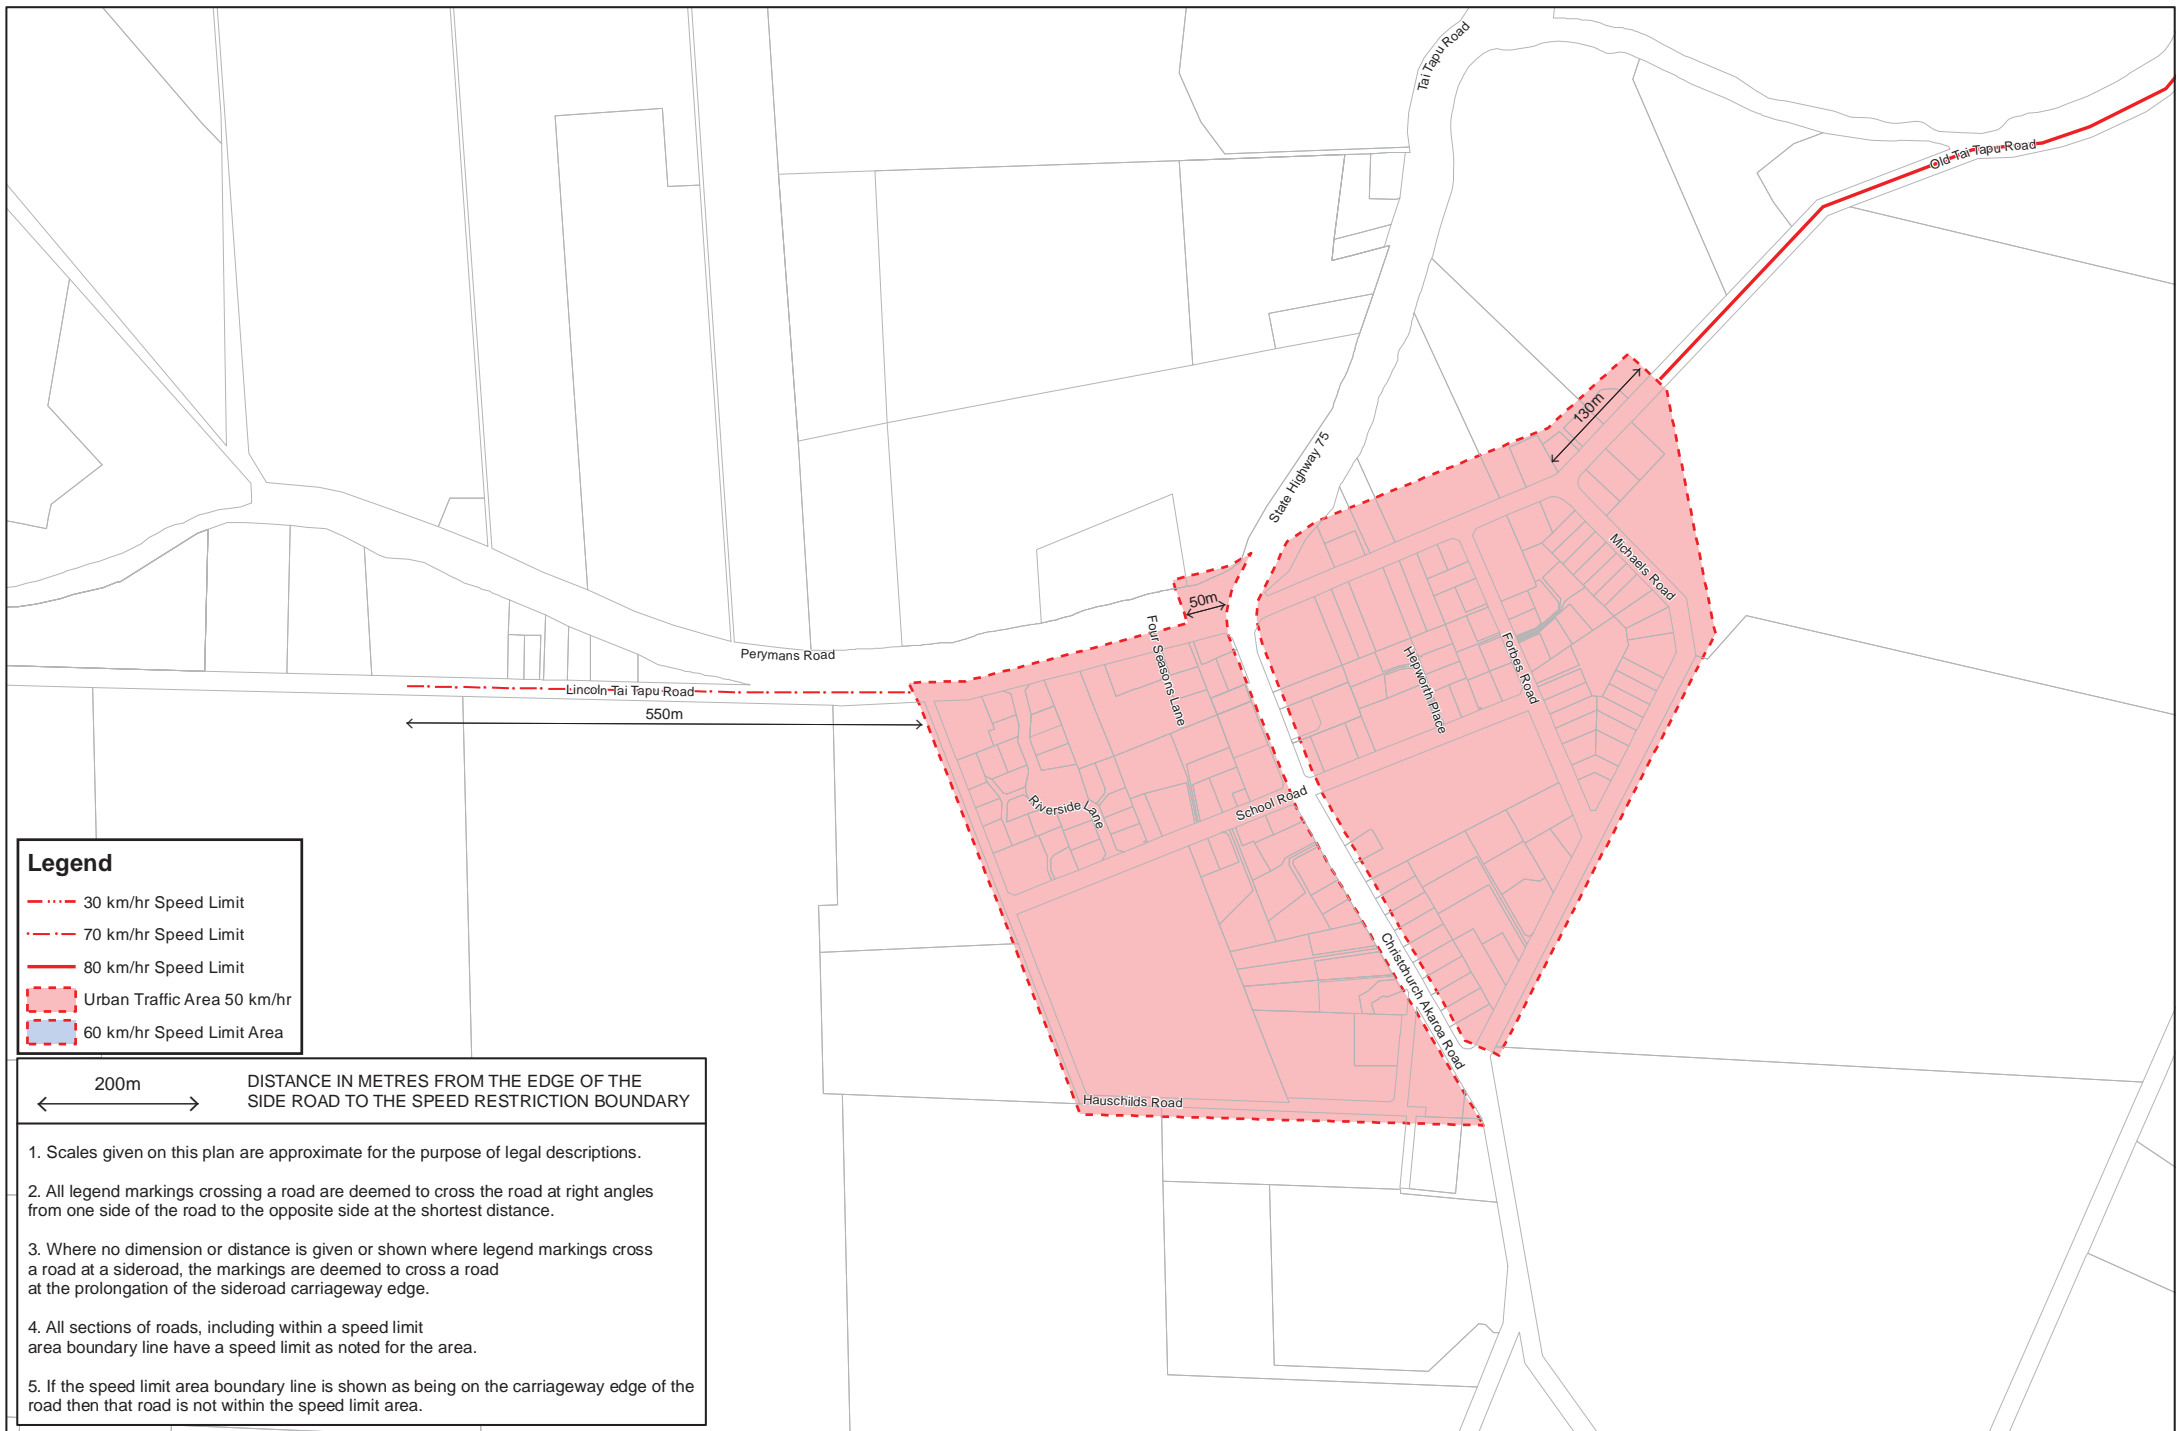 Tai Tapu Road
Old Tai Tapu Road
State Highway 75
130m
50m
Michaels Road
Four Seasons Lane
Perymans Road
Hepworth Place
Forbes Road
Lincoln Tai Tapu Road
550m
Riverside Lane
School Road
Christchurch Akaroa Road
Hauschilds Road
Legend
30 km/hr Speed Limit
70 km/hr Speed Limit
80 km/hr Speed Limit
Urban Traffic Area 50 km/hr
60 km/hr Speed Limit Area
200m
DISTANCE IN METRES FROM THE EDGE OF THE
SIDE ROAD TO THE SPEED RESTRICTION BOUNDARY
1. Scales given on this plan are approximate for the purpose of legal descriptions.
2. All legend markings crossing a road are deemed to cross the road at right angles
from one side of the road to the opposite side at the shortest distance.
3. Where no dimension or distance is given or shown where legend markings cross
a road at a sideroad, the markings are deemed to cross a road
at the prolongation of the sideroad carriageway edge.
4. All sections of roads, including within a speed limit
area boundary line have a speed limit as noted for the area.
5. If the speed limit area boundary line is shown as being on the carriageway edge of the
road then that road is not within the speed limit area.